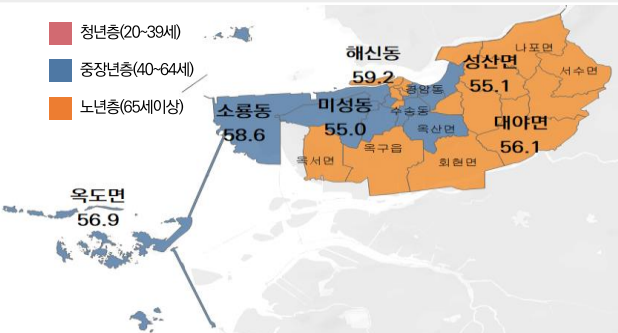 청년층(20~39세)
중장년층(40~64세)
노년층(65세이상)
해신동
59.2
성산면
55.1
나포면
서수면
소룡동
58.6
미성동
55.0
수송동
옥산면
대야면
56.1
옥서면
옥구읍
회현면
옥도면
56.9